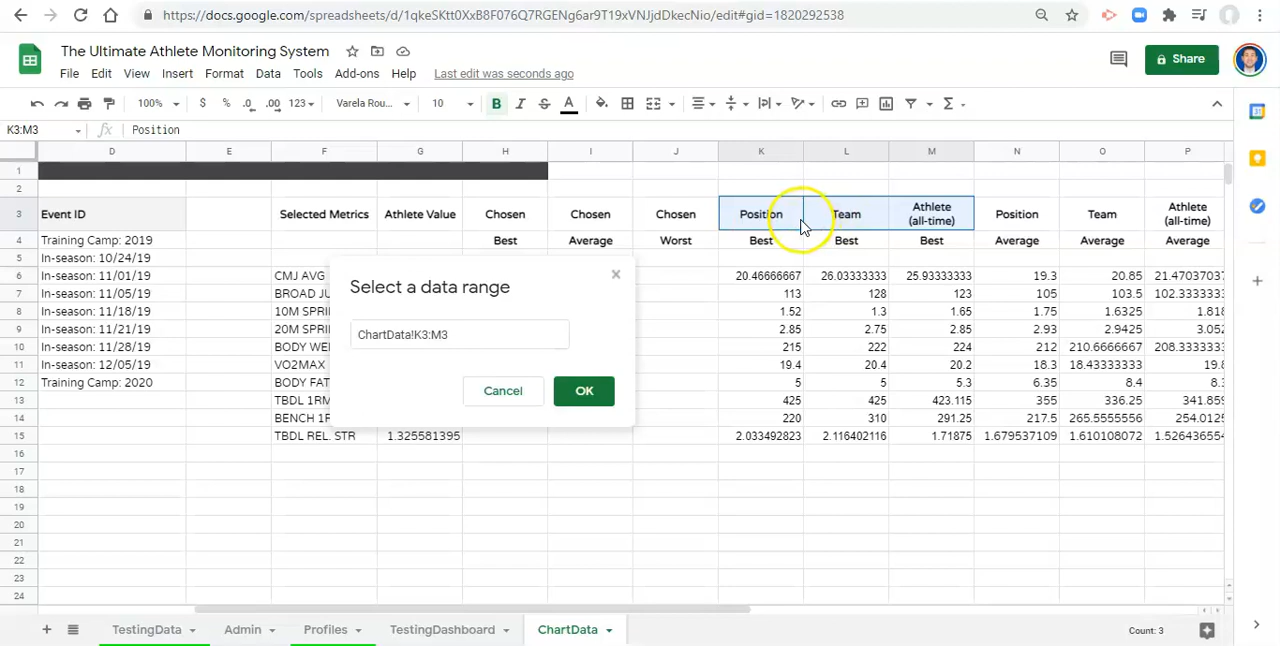 https://docs.google.com/spreadsheets/d/1qkeSKtt0XxB8F076Q7RGENg6ar9T19xVNJjdDkecNio/edit#gid=1820292538
The Ultimate Athlete Monitoring System
File Edit View Insert Format Data Tools Add-ons Help Last edit was seconds ago
Share
100% $ % .0 .00 123 Varela Rou... 10 B I S A
K3:M3 fx Position
D E F G H I J K L M N O P
1
2
3 Event ID Selected Metrics Athlete Value Chosen Chosen Chosen Position Team Athlete (all-time) Position Team Athlete (all-time)
4 Training Camp: 2019 Best Average Worst Best Best Best Average Average Average
5 In-season: 10/24/19
6 In-season: 11/01/19 CMJ AVG 20.46666667 26.03333333 25.93333333 19.3 20.85 21.47037037
7 In-season: 11/05/19 BROAD JU 113 128 123 105 103.5 102.3333333
8 In-season: 11/18/19 10M SPRI 1.52 1.3 1.65 1.75 1.6325 1.818
9 In-season: 11/21/19 20M SPRI 2.85 2.75 2.85 2.93 2.9425 3.052
10 In-season: 11/28/19 BODY WEI 215 222 224 212 210.6666667 208.3333333
11 In-season: 12/05/19 VO2MAX 19.4 20.4 20.2 18.3 18.43333333 19.8
12 Training Camp: 2020 BODY FAT 5 5 5.3 6.35 8.4 8.3
13 TBDL 1RM 425 425 423.115 355 336.25 341.859
14 BENCH 1R 220 310 291.25 217.5 265.5555556 254.0125
15 TBDL REL. STR 1.325581395 2.033492823 2.116402116 1.71875 1.679537109 1.610108072 1.526436554
16
17
18
19
20
21
22
23
24
Select a data range
ChartData!K3:M3
Cancel OK
TestingData Admin Profiles TestingDashboard ChartData Count: 3